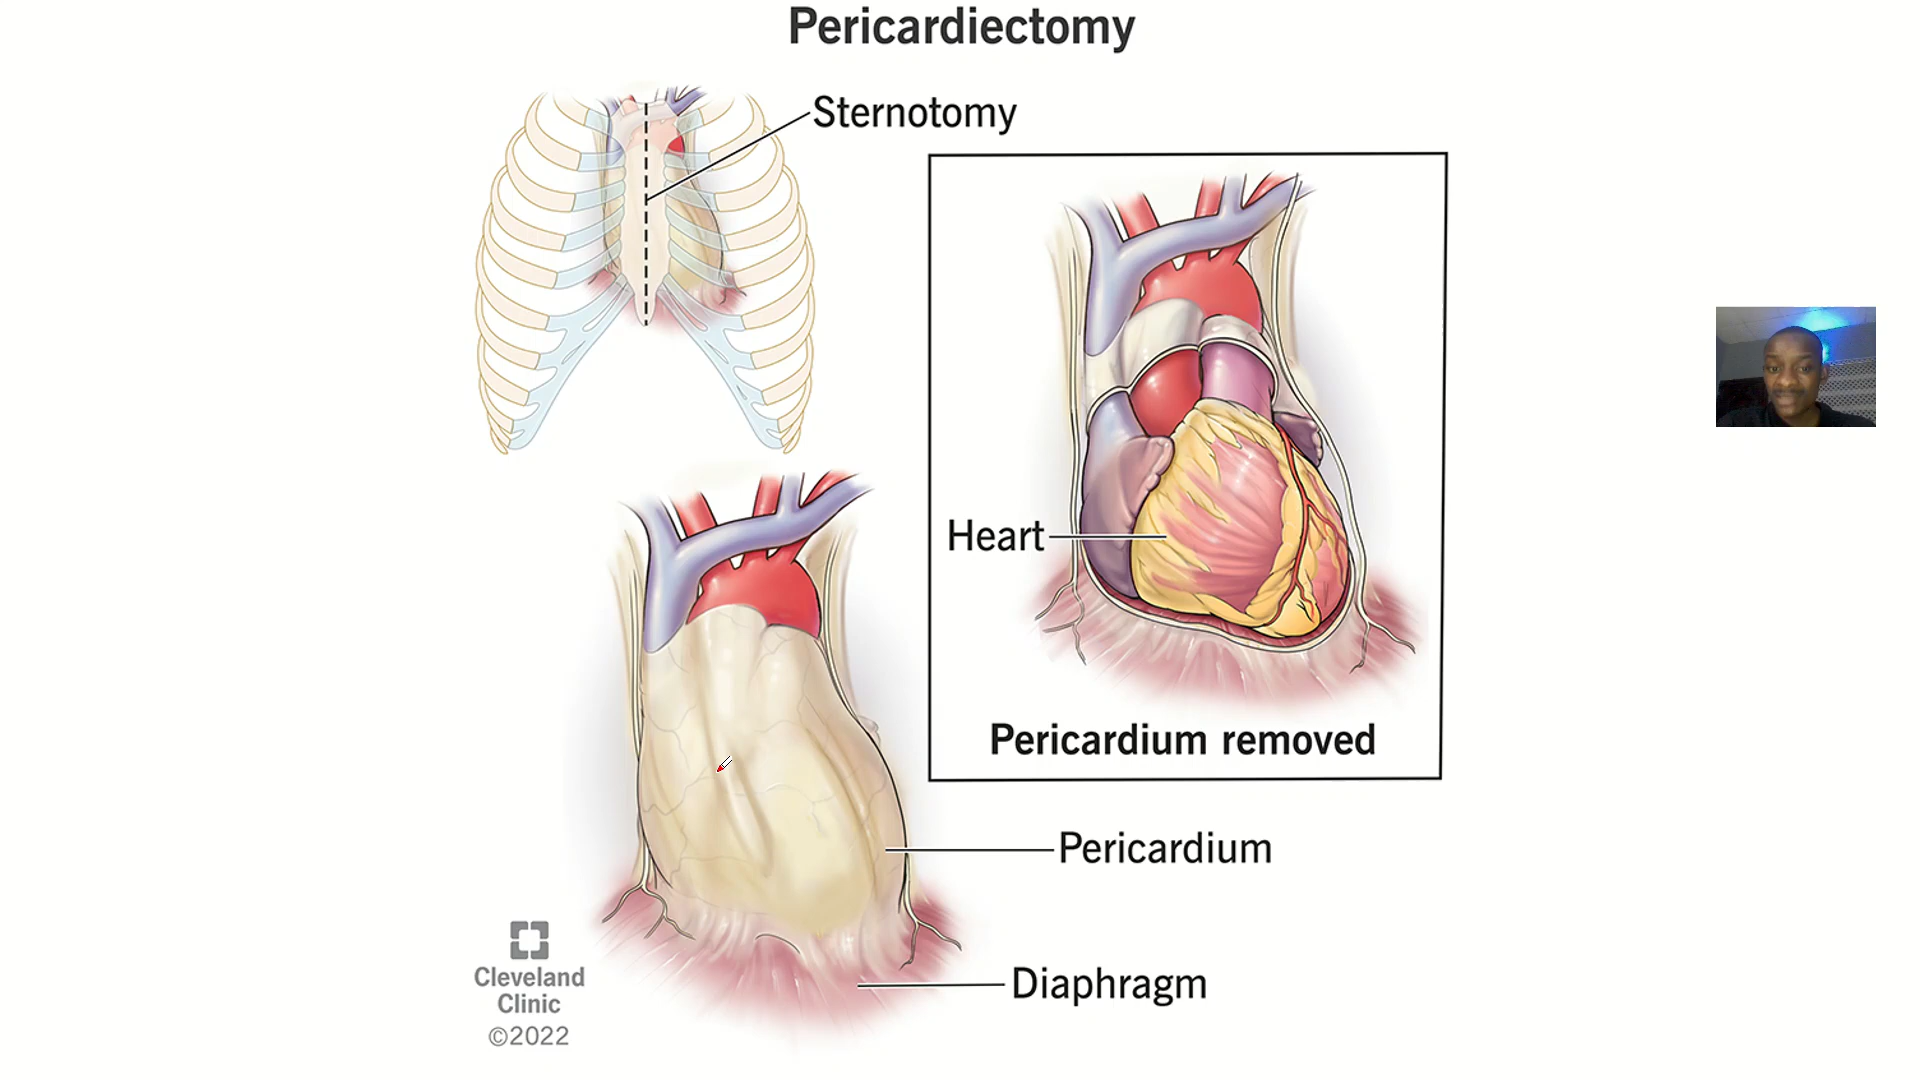 Pericardiectomy
Sternotomy
Heart
Pericardium removed
Pericardium
Diaphragm
Cleveland
Clinic
©2022